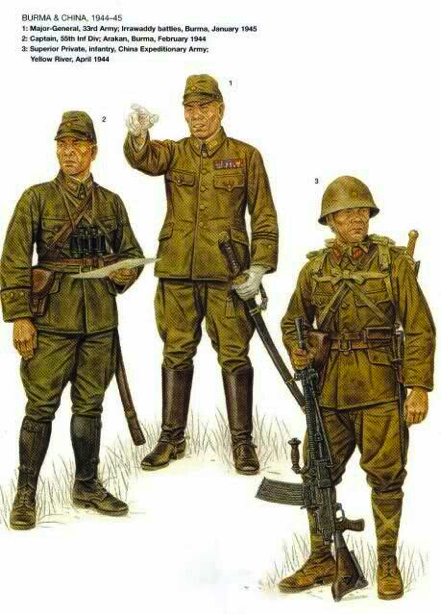 BURMA & CHINA, 1944–45
1: Major-General, 33rd Army; Irrawaddy battles, Burma, January 1945
2: Captain, 55th Inf Div; Arakan, Burma, February 1944
3: Superior Private, infantry, China Expeditionary Army;
Yellow River, April 1944
1
2
3